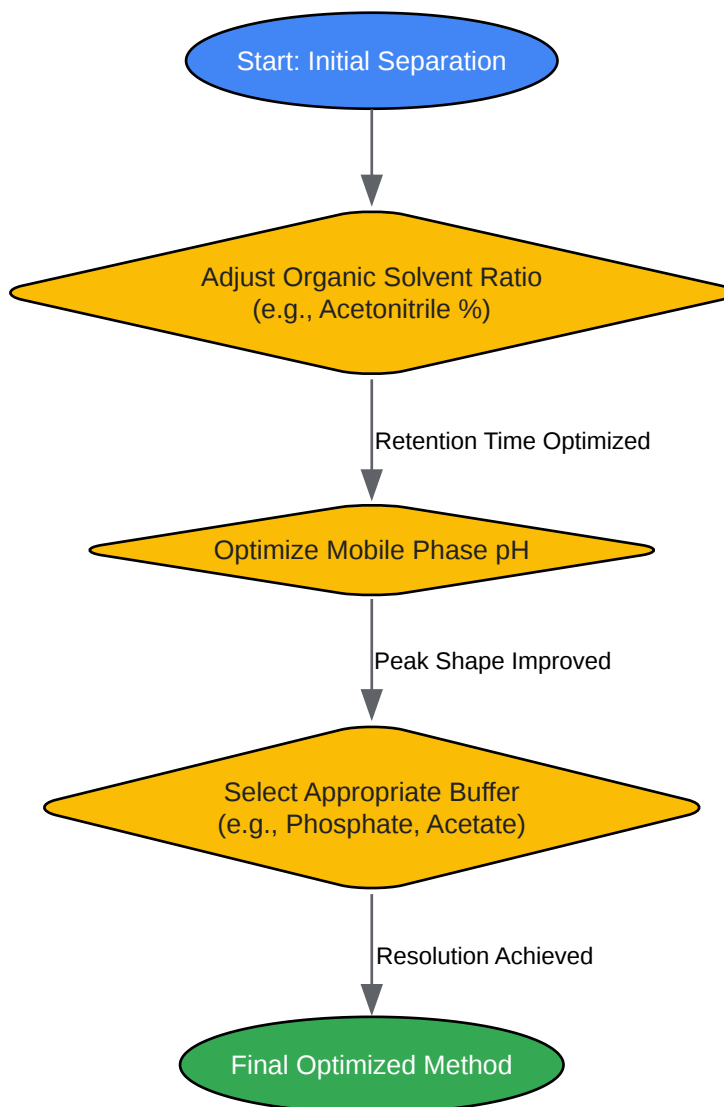 Start: Initial Separation
Adjust Organic Solvent Ratio
(e.g., Acetonitrile %)
Retention Time Optimized
Optimize Mobile Phase pH
Peak Shape Improved
Select Appropriate Buffer
(e.g., Phosphate, Acetate)
Resolution Achieved
Final Optimized Method